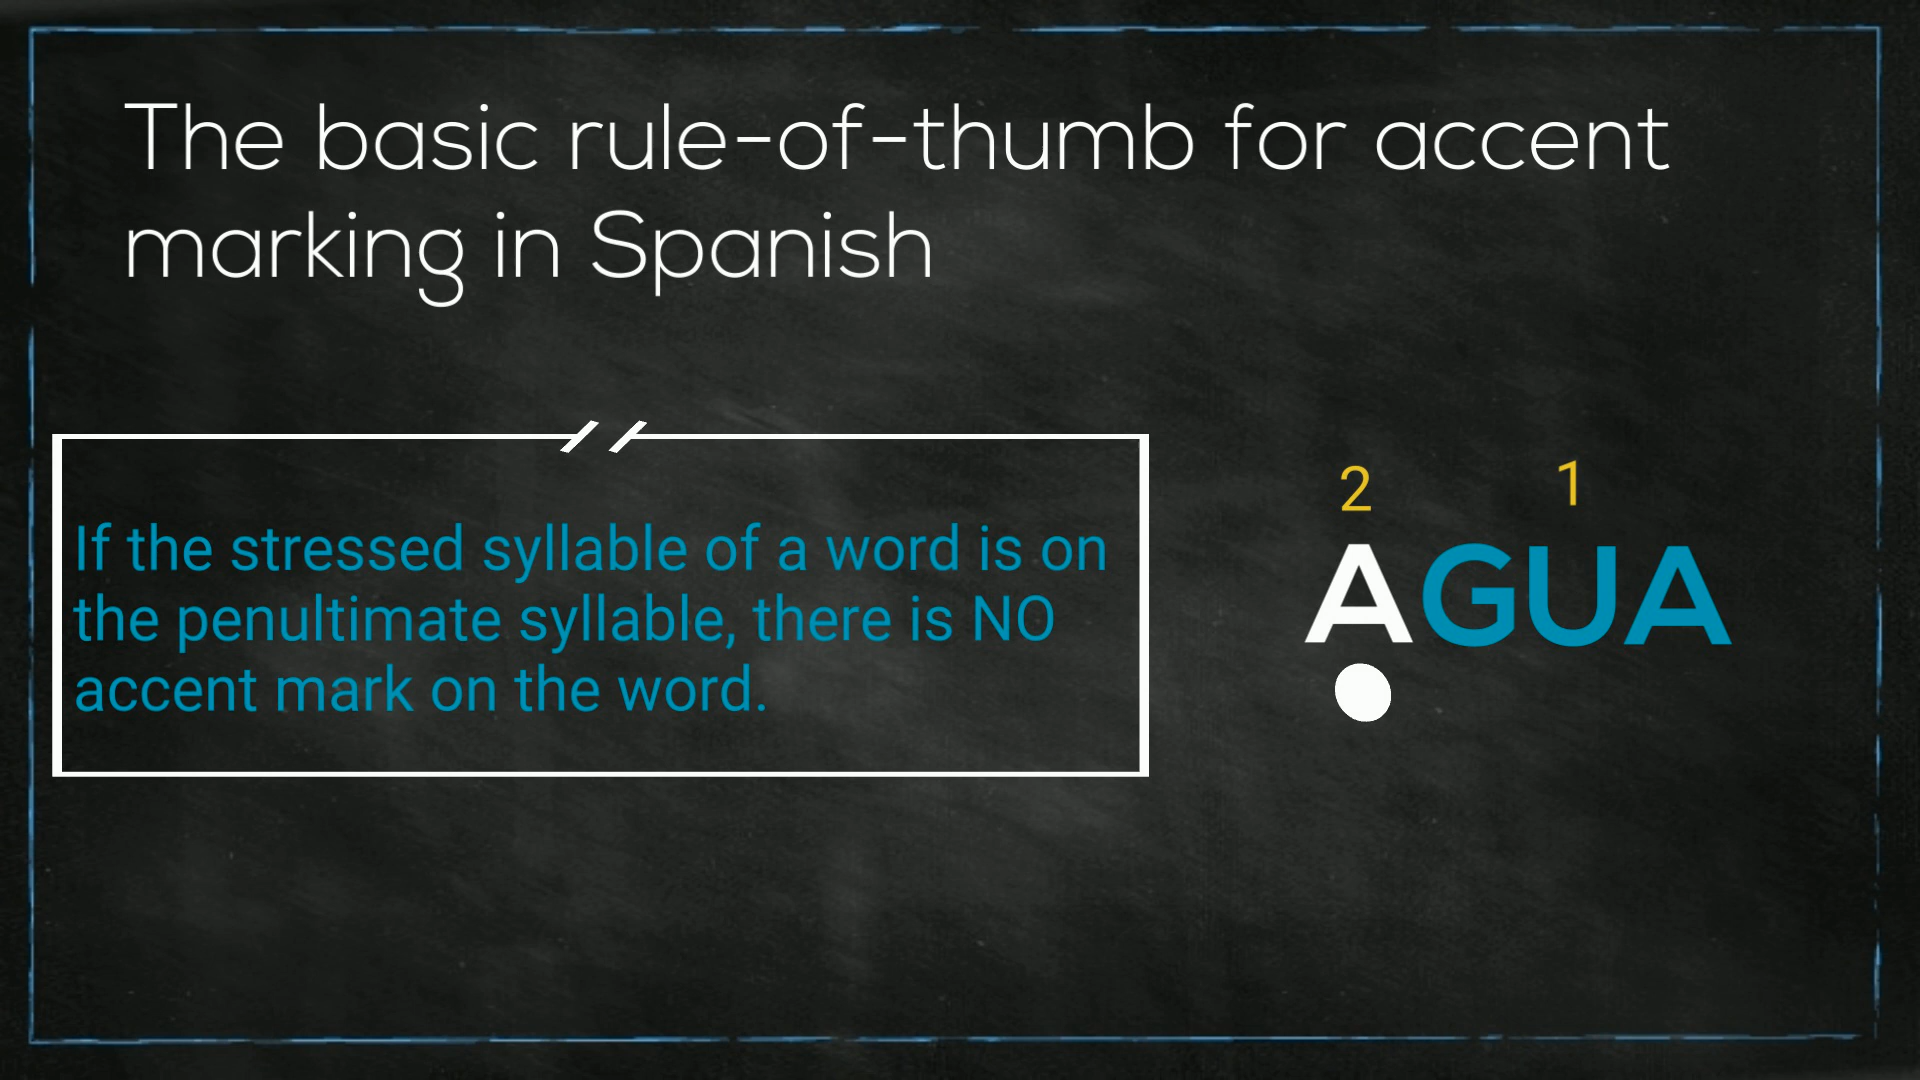 The basic rule-of-thumb for accent
marking in Spanish
If the stressed syllable of a word is on
the penultimate syllable, there is NO
accent mark on the word.
2 1
AGUA